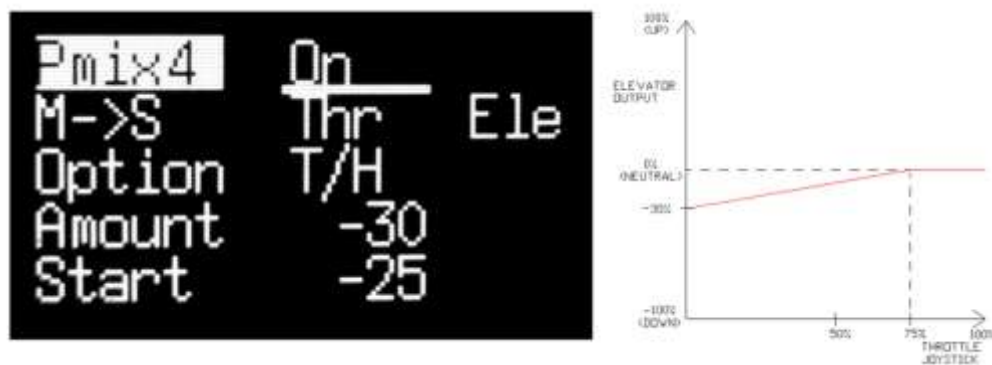 Pmix4 On
M->S Thr Ele
Option T/H
Amount -30
Start -25
100%
(UP)
ELEVATOR
OUTPUT
0%
(NEUTRAL)
-30%
-100%
(DOWN)
50% 75% 100%
THROTTLE
JOYSTICK